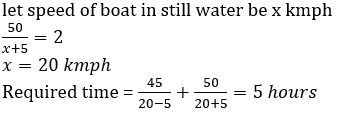 let speed of boat in still water be x kmph
50/(x+5) = 2
x = 20 kmph
Required time = 45/(20−5) + 50/(20+5) = 5 hours